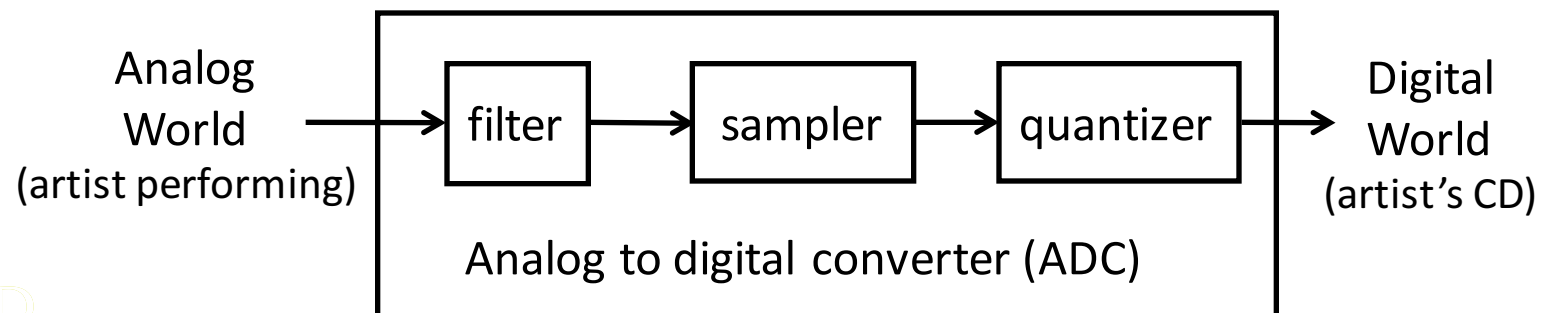 Analog
World
(artist performing)
filter
sampler
quantizer
Digital
World
(artist’s CD)
Analog to digital converter (ADC)